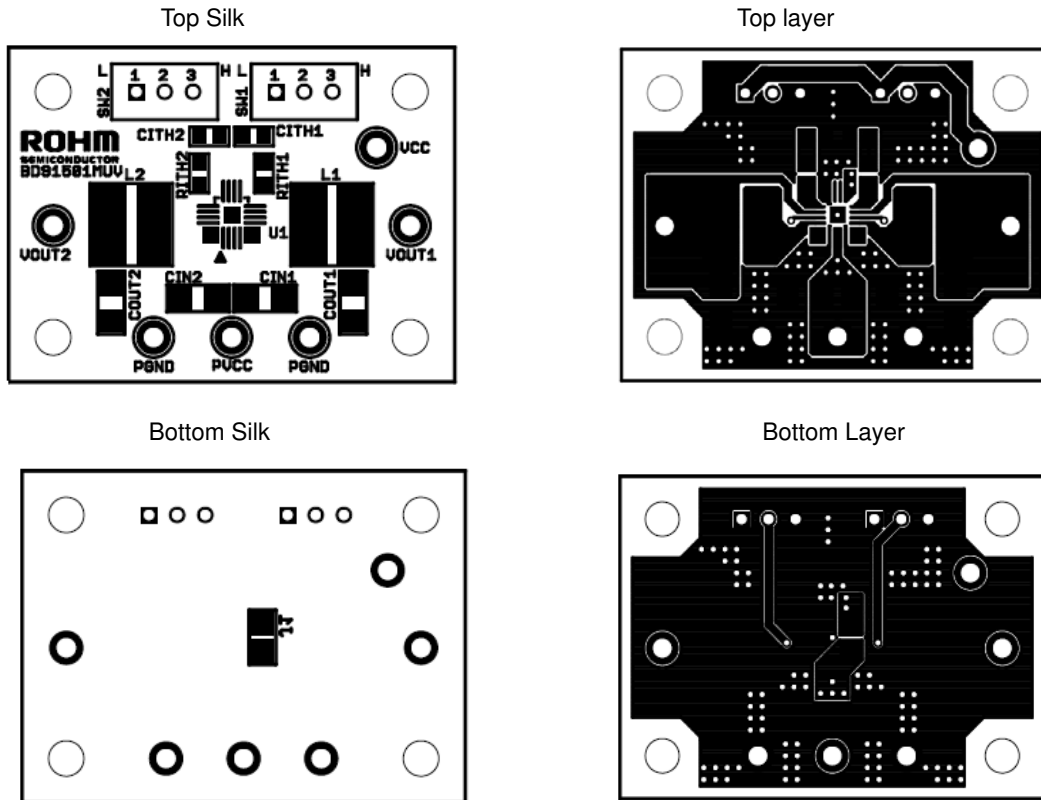 Top Silk
Top layer
L 1 2 3 H
SW2
L 1 2 3 H
SW1
ROHM
SEMICONDUCTOR
BD91501MUV
CITH2
CITH1
RITH2
RITH1
VCC
L2
L1
U1
VOUT2
VOUT1
COUT2
CIN2
CIN1
COUT1
PGND
PVCC
PGND
Bottom Silk
Bottom Layer